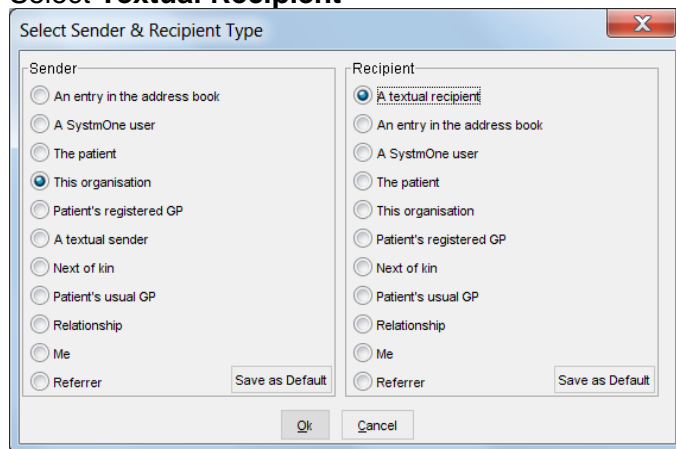 Select Textual Recipient
Select Sender & Recipient Type
Sender
An entry in the address book
A SystmOne user
The patient
This organisation
Patient's registered GP
A textual sender
Next of kin
Patient's usual GP
Relationship
Me
Referrer
Save as Default
Recipient
A textual recipient
An entry in the address book
A SystmOne user
The patient
This organisation
Patient's registered GP
Next of kin
Patient's usual GP
Relationship
Me
Referrer
Save as Default
Ok
Cancel